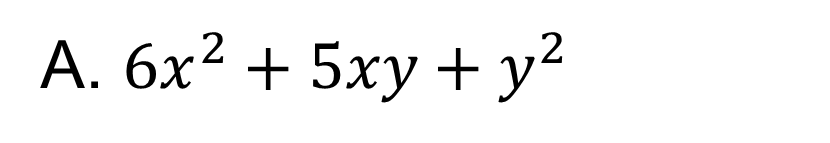 A. 6x² + 5xy + y²